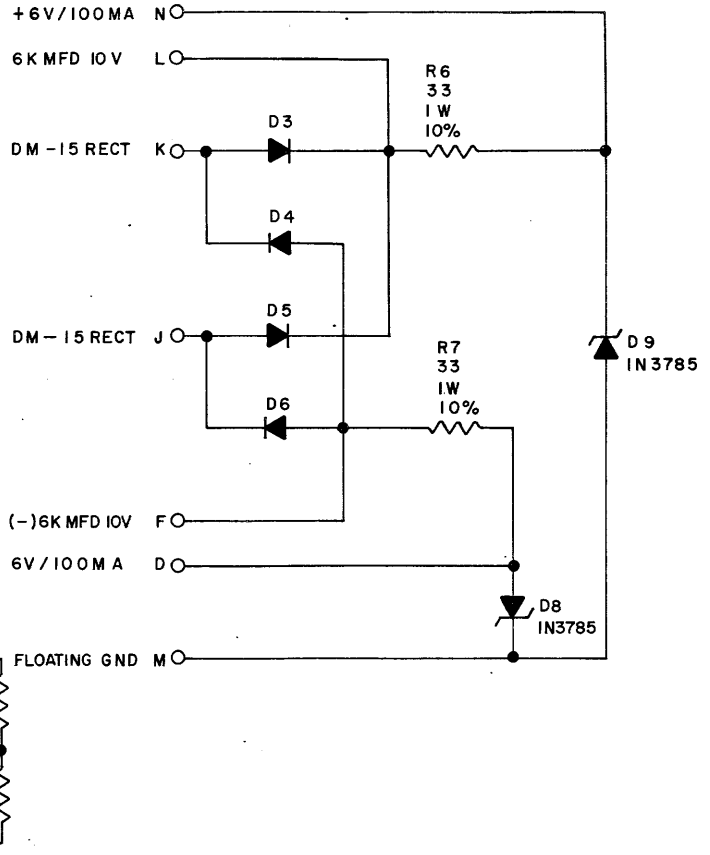 +6V/100MA N
6K MFD 10V L
R6
33
1W
10%
D3
DM-15 RECT K
D4
D5
DM-15 RECT J
R7
33
1W
10%
D9
1N3785
D6
(-)6K MFD 10V F
6V/100MA D
D8
1N3785
FLOATING GND M